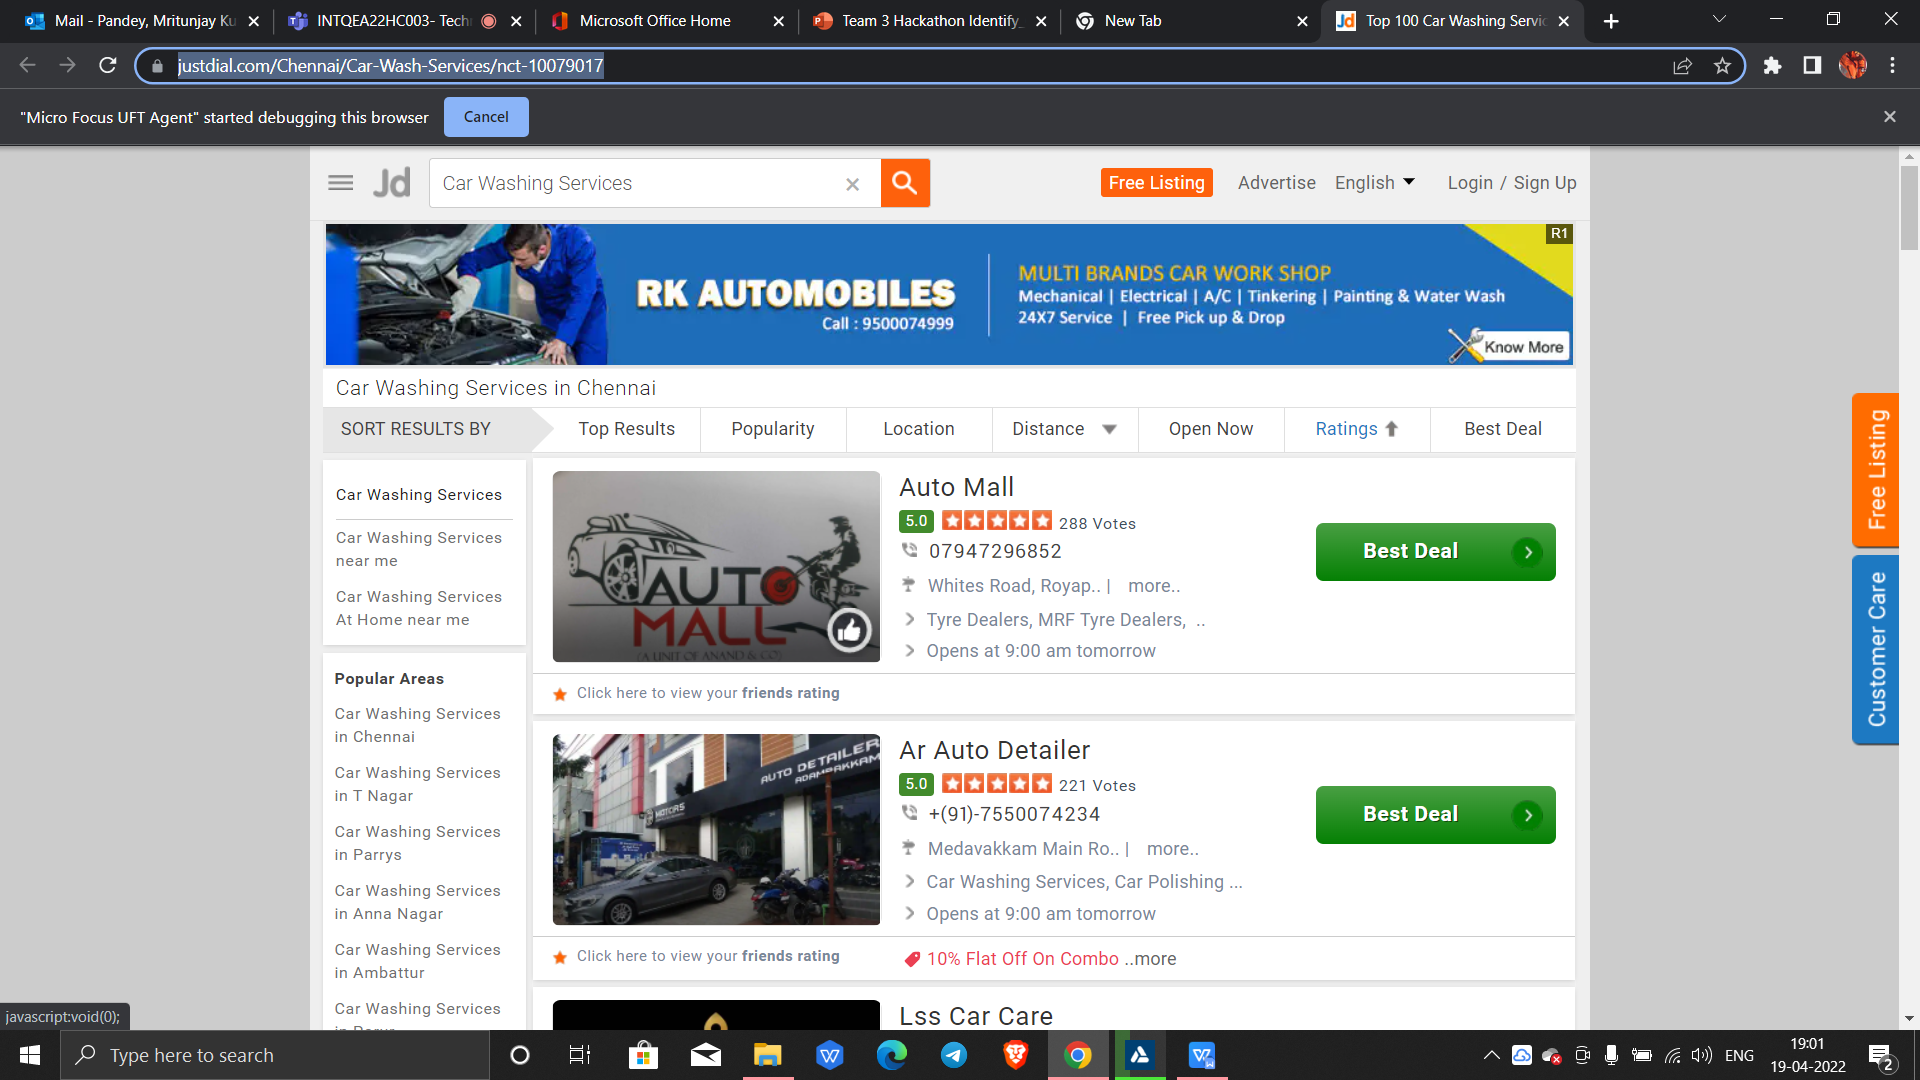 Mail - Pandey, Mritunjay Ku
INTQEA22HC003- Techn
Microsoft Office Home
Team 3 Hackathon Identify_
New Tab
Jd Top 100 Car Washing Servic
justdial.com/Chennai/Car-Wash-Services/nct-10079017
"Micro Focus UFT Agent" started debugging this browser Cancel
Jd Car Washing Services Free Listing Advertise English Login / Sign Up
R1
RK AUTOMOBILES
Call : 9500074999
MULTI BRANDS CAR WORK SHOP
Mechanical | Electrical | A/C | Tinkering | Painting & Water Wash
24X7 Service | Free Pick up & Drop
Know More
Car Washing Services in Chennai
SORT RESULTS BY Top Results Popularity Location Distance Open Now Ratings Best Deal
Car Washing Services
Car Washing Services
near me
Car Washing Services
At Home near me
Popular Areas
Car Washing Services
in Chennai
Car Washing Services
in T Nagar
Car Washing Services
in Parrys
Car Washing Services
in Anna Nagar
Car Washing Services
in Ambattur
Car Washing Services
AUTO
MALL
(A UNIT OF ANAND & CO)
Auto Mall
5.0 288 Votes
07947296852
Whites Road, Royap.. | more..
Tyre Dealers, MRF Tyre Dealers, ..
Opens at 9:00 am tomorrow
Best Deal
Click here to view your friends rating
AUTO DETAILER
ADAMBAKKAM
MOTORS
Ar Auto Detailer
5.0 221 Votes
+(91)-7550074234
Medavakkam Main Ro.. | more..
Car Washing Services, Car Polishing ...
Opens at 9:00 am tomorrow
Best Deal
Click here to view your friends rating
10% Flat Off On Combo ..more
Lss Car Care
Free Listing
Customer Care
javascript:void(0);
Type here to search
ENG
19:01
19-04-2022
2